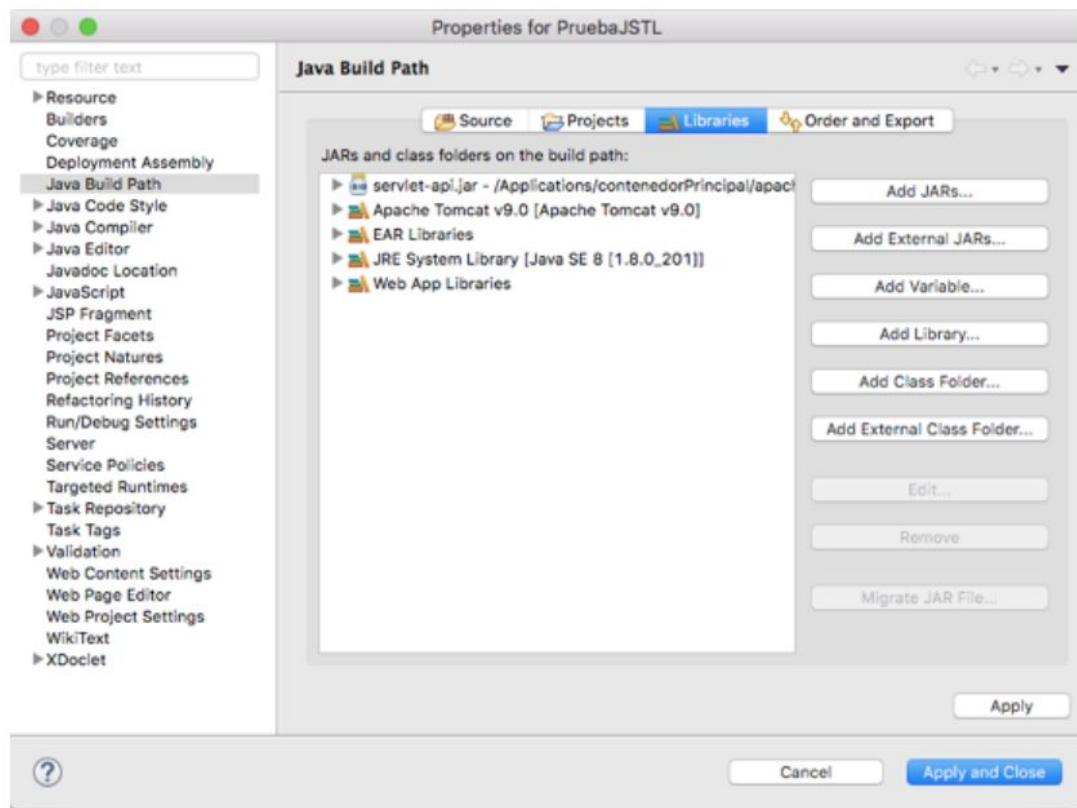 Properties for PruebaJSTL
type filter text
Resource
Builders
Coverage
Deployment Assembly
Java Build Path
Java Code Style
Java Compiler
Java Editor
Javadoc Location
JavaScript
JSP Fragment
Project Facets
Project Natures
Project References
Refactoring History
Run/Debug Settings
Server
Service Policies
Targeted Runtimes
Task Repository
Task Tags
Validation
Web Content Settings
Web Page Editor
Web Project Settings
WikiText
XDoclet
Java Build Path
Source Projects Libraries Order and Export
JARs and class folders on the build path:
servlet-api.jar - /Applications/contenedorPrincipal/apach
Apache Tomcat v9.0 [Apache Tomcat v9.0]
EAR Libraries
JRE System Library [Java SE 8 [1.8.0_201]]
Web App Libraries
Add JARs...
Add External JARs...
Add Variable...
Add Library...
Add Class Folder...
Add External Class Folder...
Edit...
Remove
Migrate JAR File...
Apply
?
Cancel
Apply and Close